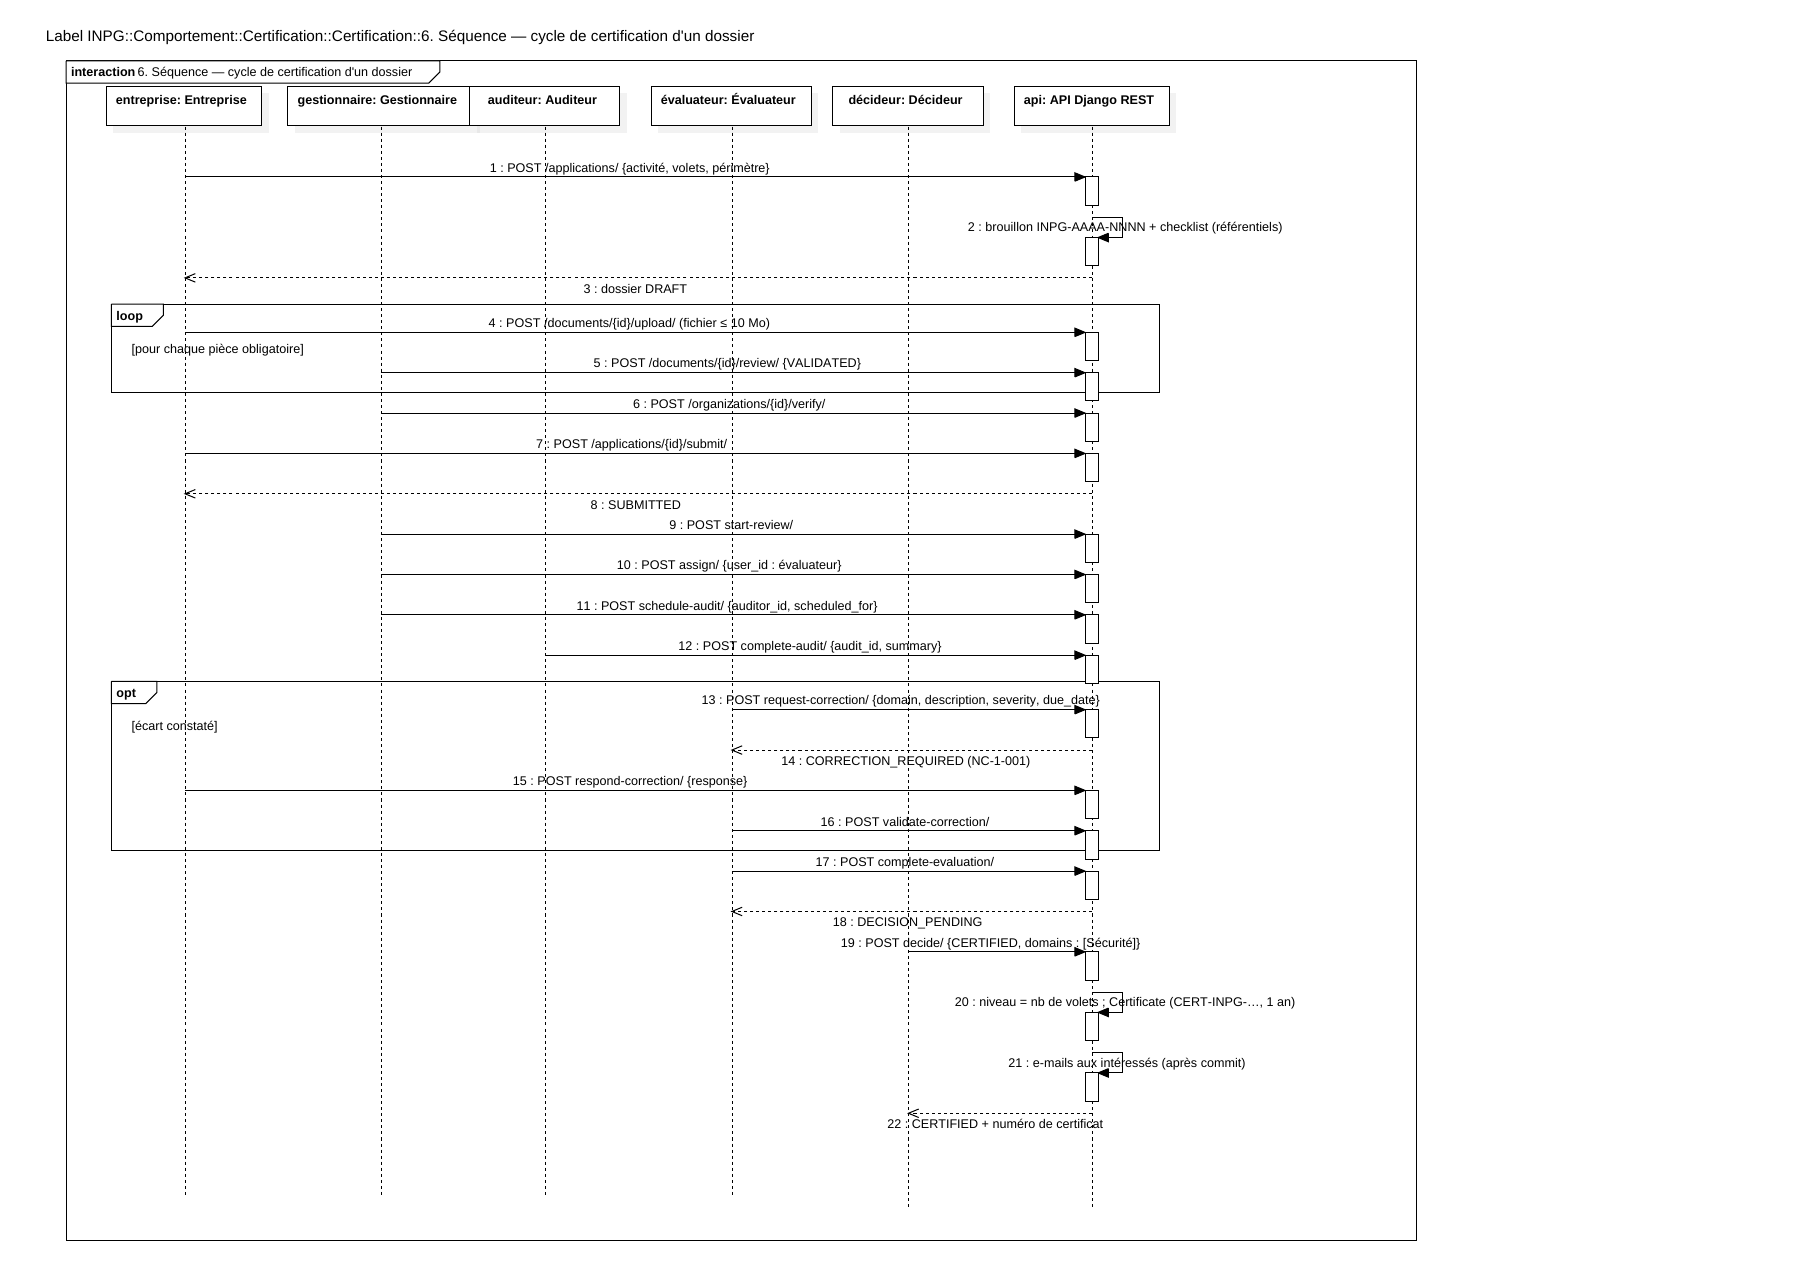 Label INPG::Comportement::Certification::Certification::6. Séquence — cycle de certification d'un dossier
interaction 6. Séquence — cycle de certification d'un dossier
entreprise: Entreprise
gestionnaire: Gestionnaire
auditeur: Auditeur
évaluateur: Évaluateur
décideur: Décideur
api: API Django REST
1 : POST /applications/ {activité, volets, périmètre}
2 : brouillon INPG-AAAA-NNNN + checklist (référentiels)
3 : dossier DRAFT
loop
4 : POST /documents/{id}/upload/ (fichier ≤ 10 Mo)
[pour chaque pièce obligatoire]
5 : POST /documents/{id}/review/ {VALIDATED}
6 : POST /organizations/{id}/verify/
7 : POST /applications/{id}/submit/
8 : SUBMITTED
9 : POST start-review/
10 : POST assign/ {user_id : évaluateur}
11 : POST schedule-audit/ {auditor_id, scheduled_for}
12 : POST complete-audit/ {audit_id, summary}
opt
13 : POST request-correction/ {domain, description, severity, due_date}
[écart constaté]
14 : CORRECTION_REQUIRED (NC-1-001)
15 : POST respond-correction/ {response}
16 : POST validate-correction/
17 : POST complete-evaluation/
18 : DECISION_PENDING
19 : POST decide/ {CERTIFIED, domains : [Sécurité]}
20 : niveau = nb de volets ; Certificate (CERT-INPG-…, 1 an)
21 : e-mails aux intéressés (après commit)
22 : CERTIFIED + numéro de certificat